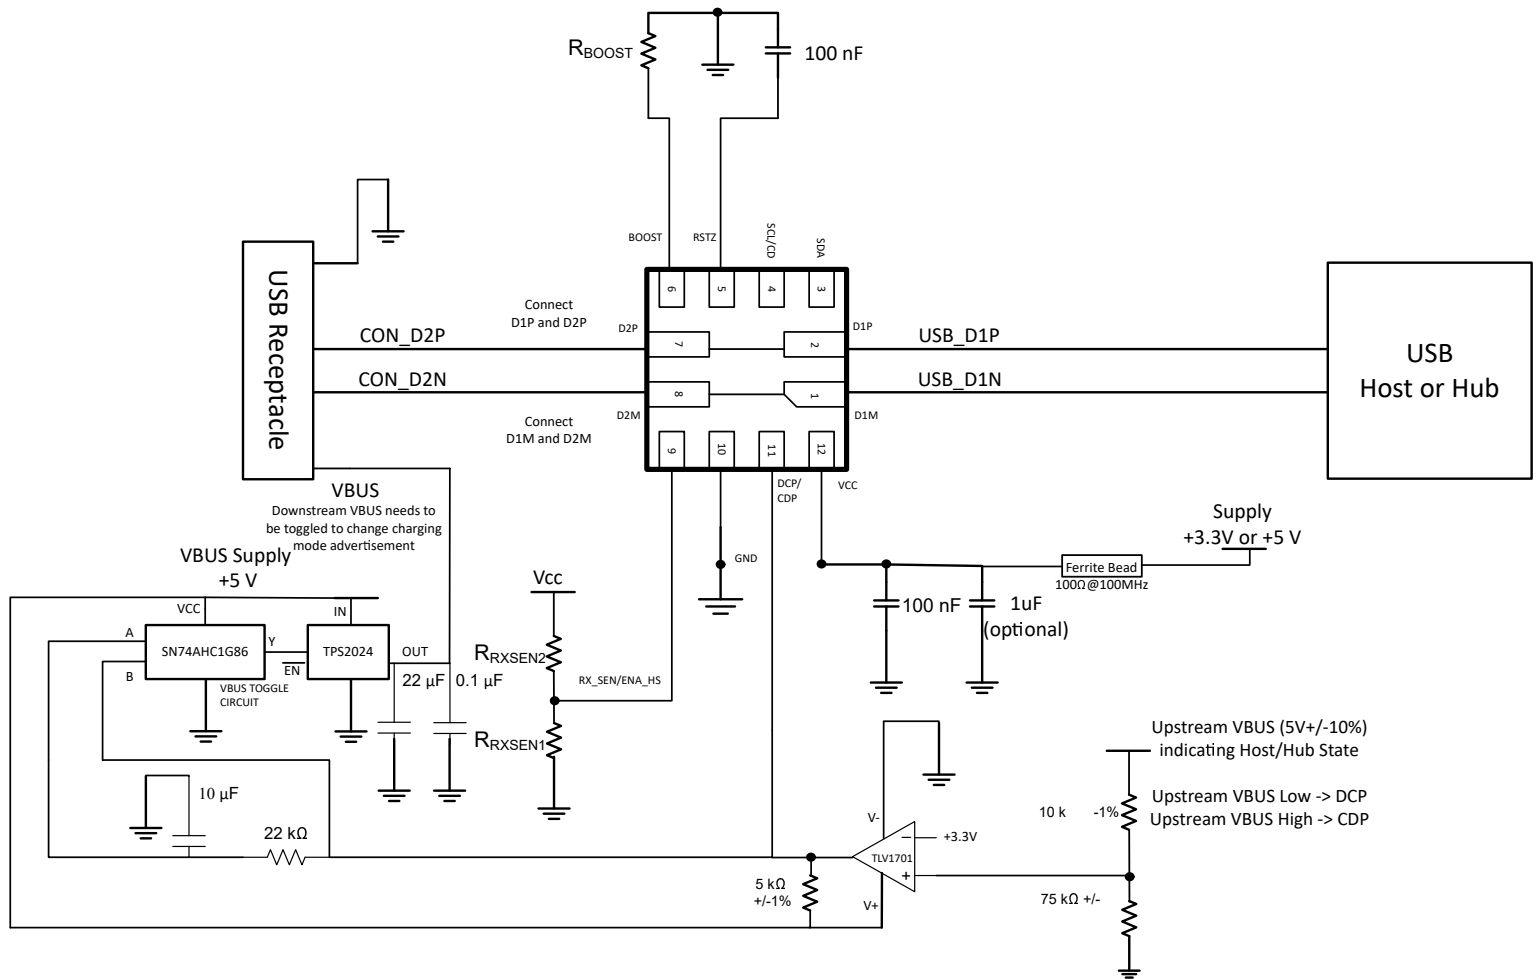 R_BOOST
100 nF
BOOST
RSTZ
SCL/CD
SDA
6
5
4
3
USB Receptacle
Connect
D1P and D2P
D2P
D1P
CON_D2P
7
2
USB_D1P
CON_D2N
8
1
USB_D1N
D2M
D1M
Connect
D1M and D2M
USB
Host or Hub
9
10
11
12
DCP/
CDP
VCC
GND
VBUS
Downstream VBUS needs to
be toggled to change charging
mode advertisement
VBUS Supply
+5 V
Supply
+3.3V or +5 V
Ferrite Bead
100Ω@100MHz
100 nF
1uF
(optional)
Vcc
R_RXSEN2
RX_SEN/ENA_HS
R_RXSEN1
VCC
IN
A
B
SN74AHC1G86
Y
EN
TPS2024
OUT
VBUS TOGGLE
CIRCUIT
22 µF
0.1 µF
10 µF
22 kΩ
5 kΩ
+/-1%
V-
TLV1701
−
+
+3.3V
V+
Upstream VBUS (5V+/-10%)
indicating Host/Hub State
10 k
-1%
Upstream VBUS Low -> DCP
Upstream VBUS High -> CDP
75 kΩ +/-